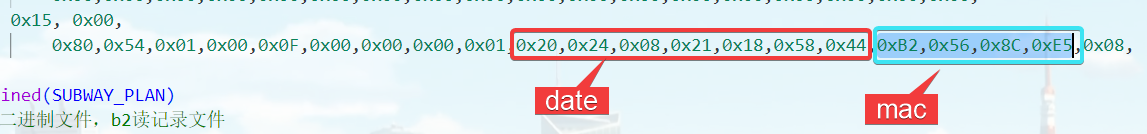 0x15, 0x00,
0x80,0x54,0x01,0x00,0x0F,0x00,0x00,0x00,0x01,0x20,0x24,0x08,0x21,0x18,0x58,0x44,0xB2,0x56,0x8C,0xE5,0x08,
date
mac
ined(SUBWAY_PLAN)
二进制文件，b2读记录文件